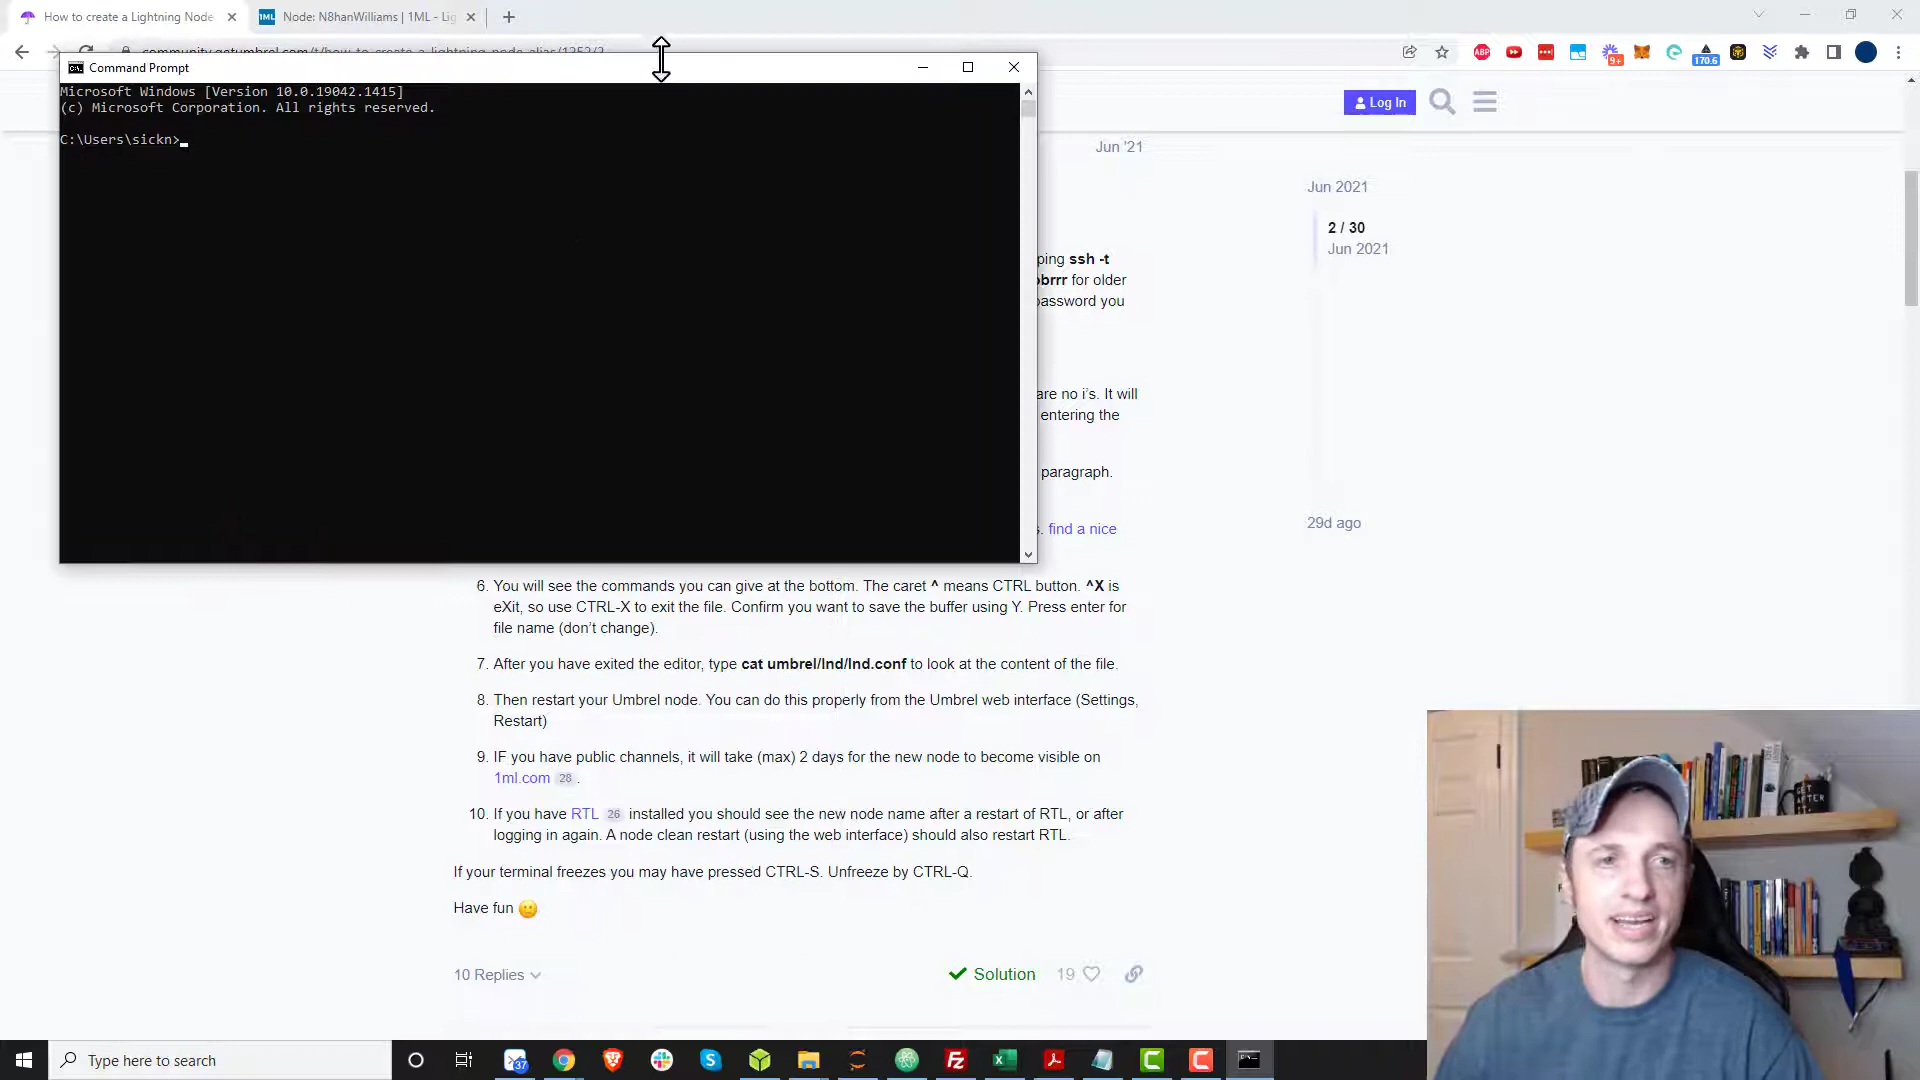 How to create a Lightning Node
1ML
Node: N8hanWilliams | 1ML - Lig
ABP
9+
170.6
Command Prompt
Log In
Microsoft Windows [Version 10.0.19042.1415]
(c) Microsoft Corporation. All rights reserved.
C:\Users\sickn>
Jun '21
Jun 2021
2 / 30
Jun 2021
ping ssh -t
obrrr for older
password you
are no i's. It will
entering the
paragraph.
s. find a nice
29d ago
6. You will see the commands you can give at the bottom. The caret ^ means CTRL button. ^X is
eXit, so use CTRL-X to exit the file. Confirm you want to save the buffer using Y. Press enter for
file name (don't change).
7. After you have exited the editor, type cat umbrel/lnd/lnd.conf to look at the content of the file.
8. Then restart your Umbrel node. You can do this properly from the Umbrel web interface (Settings,
Restart)
9. IF you have public channels, it will take (max) 2 days for the new node to become visible on
1ml.com 28 .
10. If you have RTL 26 installed you should see the new node name after a restart of RTL, or after
logging in again. A node clean restart (using the web interface) should also restart RTL.
If your terminal freezes you may have pressed CTRL-S. Unfreeze by CTRL-Q.
Have fun
10 Replies
Solution
19
GET AFTER IT.
Type here to search
37